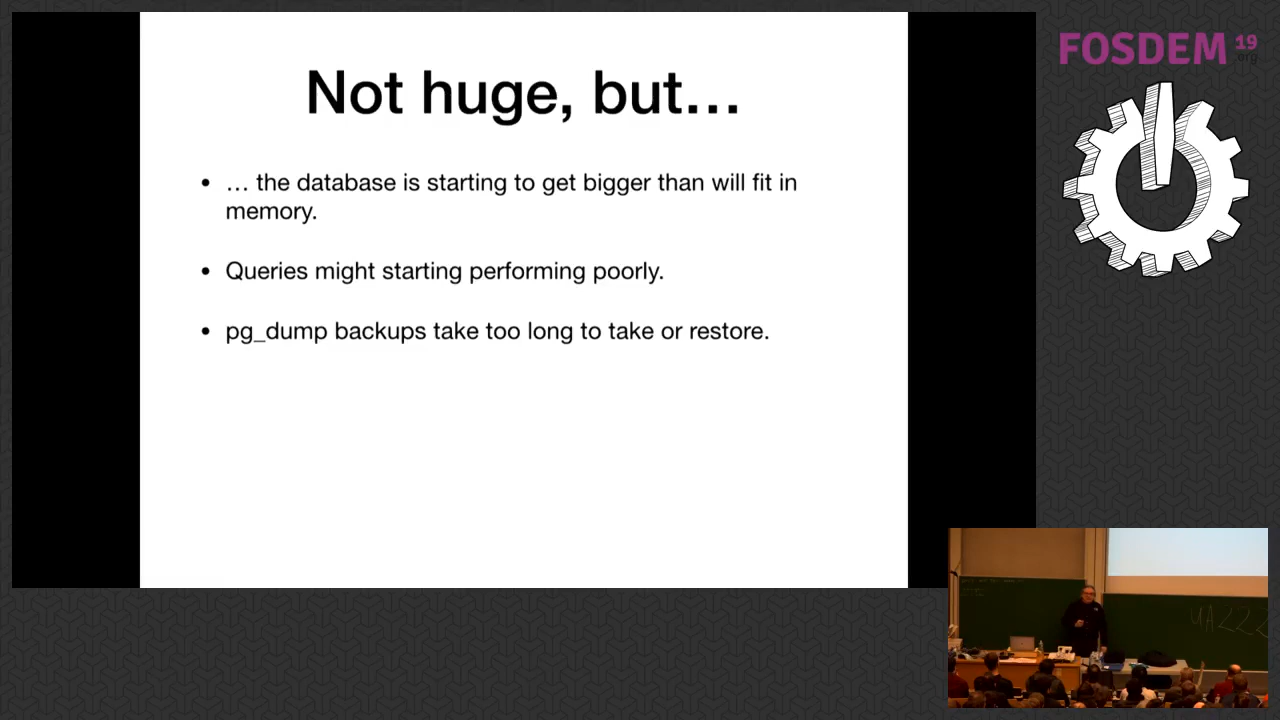 Not huge, but…
• … the database is starting to get bigger than will fit in
memory.
• Queries might starting performing poorly.
• pg_dump backups take too long to take or restore.
FOSDEM 19
.org